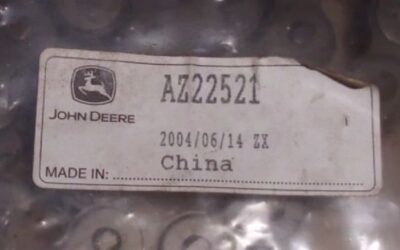 AZ22521
JOHN DEERE
2004/06/14 ZX
China
MADE IN: